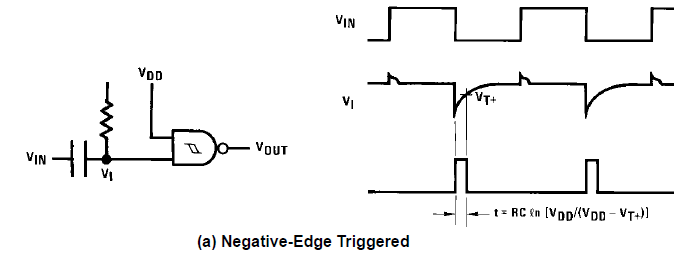 VDD
VIN
VI
VOUT
VIN
VI
VT+
t = RC ℓn [VDD/(VDD – VT+)]
(a) Negative-Edge Triggered